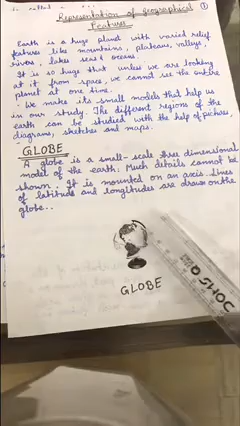 Representation of geographical
Features
1
Earth is a huge planet with varied relief
features like mountains, plateaus, valleys,
rivers, lakes seas & oceans.
It is so huge that unless we are looking
at it from space, we cannot see the entire
planet at one time.
We make its small models that help us
in our study. The different regions of the
earth can be studied with the help of picture,
diagrams, sketches and maps.
GLOBE
A globe is a small-scale three dimensional
model of the earth. Much details cannot be
shown. It is mounted on an axis. Lines
of latitude and longitudes are drawn on the
globe..
GLOBE
DOMS